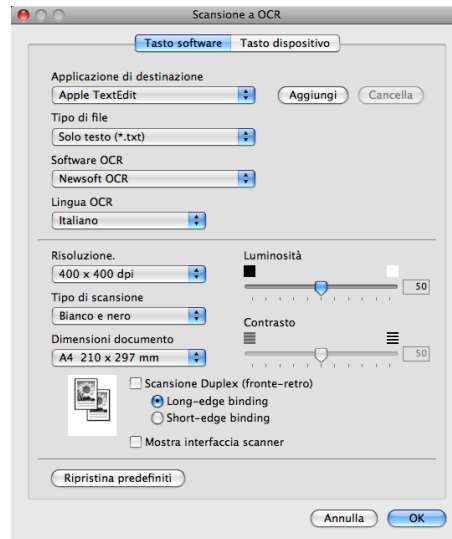 Scansione a OCR
Tasto software Tasto dispositivo
Applicazione di destinazione
Apple TextEdit Aggiungi Cancella
Tipo di file
Solo testo (*.txt)
Software OCR
Newsoft OCR
Lingua OCR
Italiano
Risoluzione. Luminosità
400 x 400 dpi 50
Tipo di scansione
Bianco e nero Contrasto
Dimensioni documento
A4 210 x 297 mm 50
Scansione Duplex (fronte-retro)
Long-edge binding
Short-edge binding
Mostra interfaccia scanner
Ripristina predefiniti
Annulla OK